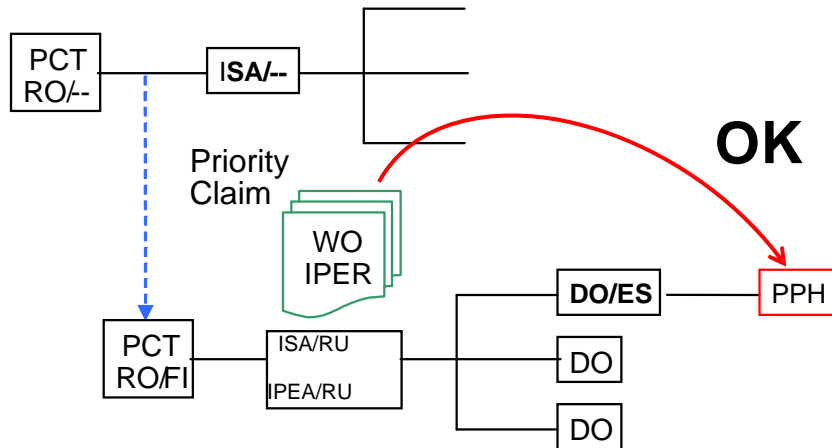 PCT
RO/--
ISA/--
OK
Priority
Claim
WO
IPER
DO/ES
PPH
PCT
RO/FI
ISA/RU
IPEA/RU
DO
DO